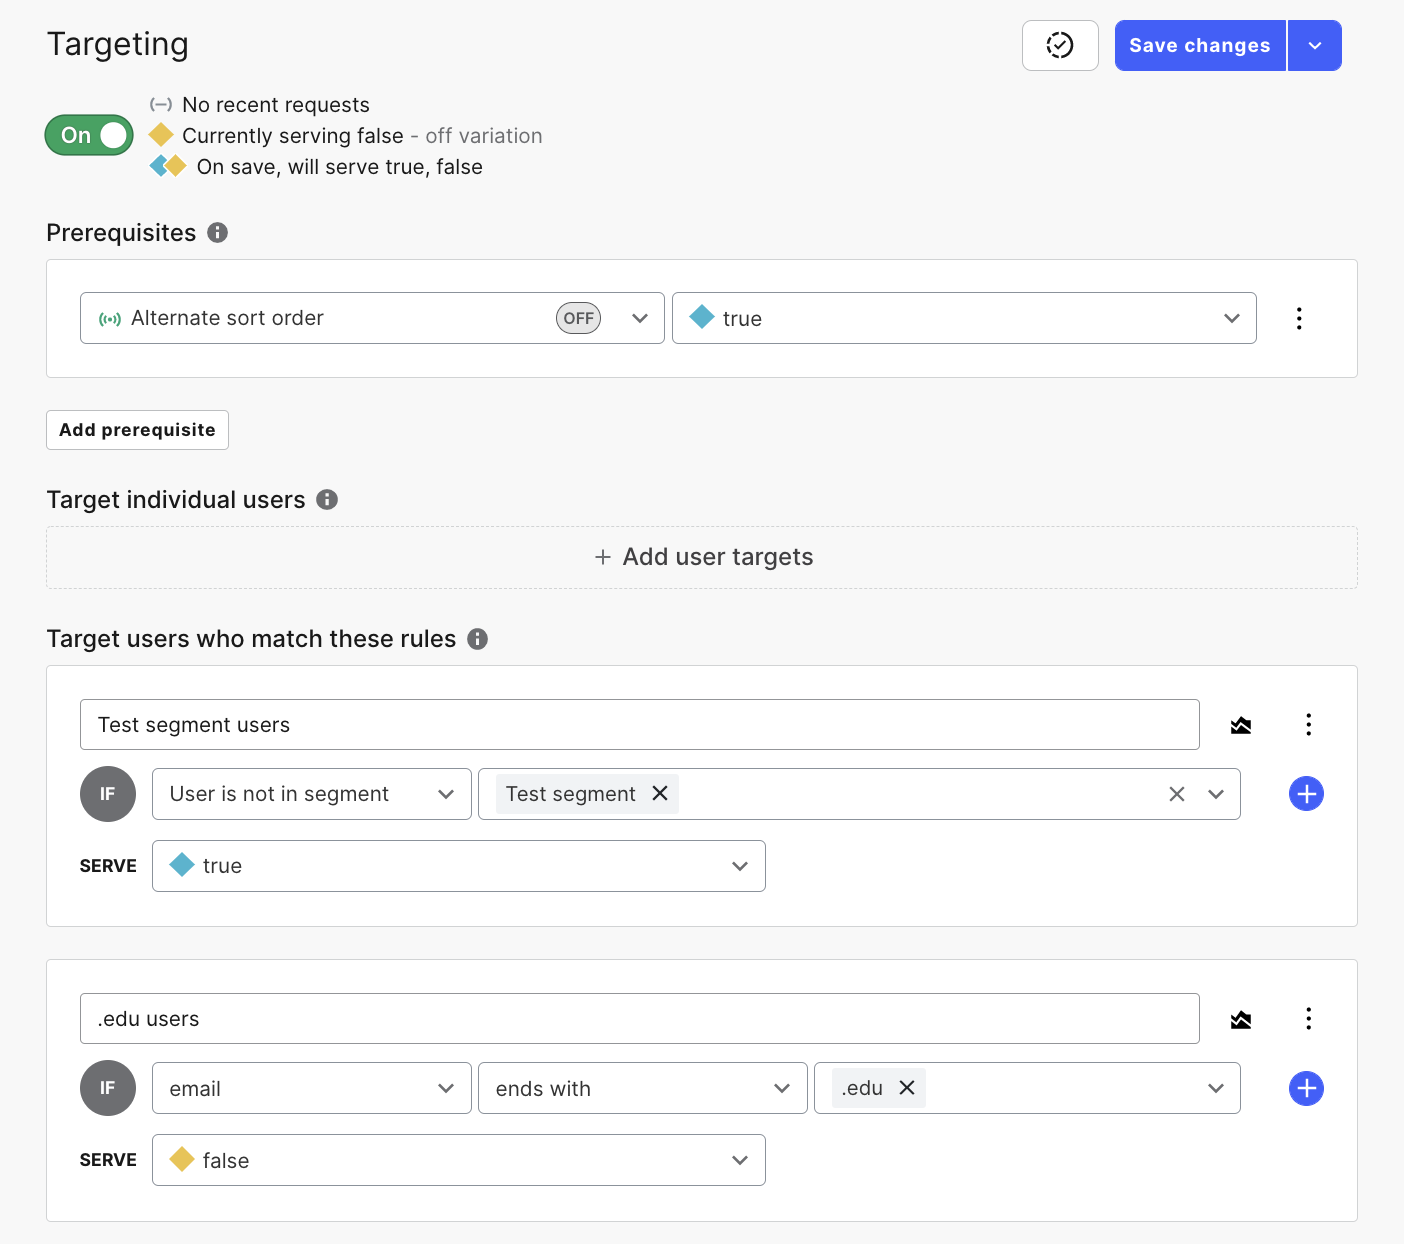 Targeting
Save changes
On
No recent requests
Currently serving false - off variation
On save, will serve true, false
Prerequisites
Alternate sort order OFF true
Add prerequisite
Target individual users
+ Add user targets
Target users who match these rules
Test segment users
IF User is not in segment Test segment
SERVE true
.edu users
IF email ends with .edu
SERVE false